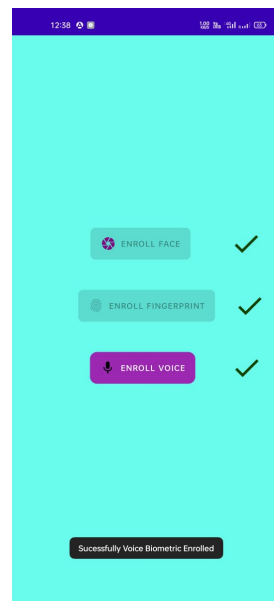 12:38
ENROLL FACE
ENROLL FINGERPRINT
ENROLL VOICE
Sucessfully Voice Biometric Enrolled